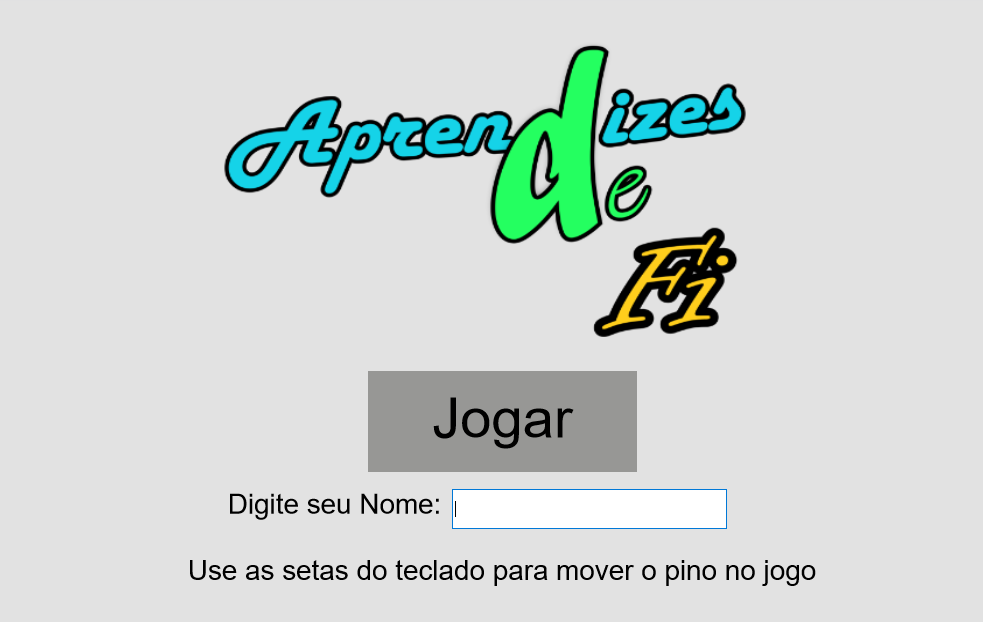 Aprendizes
de
Fi
Jogar
Digite seu Nome:
Use as setas do teclado para mover o pino no jogo